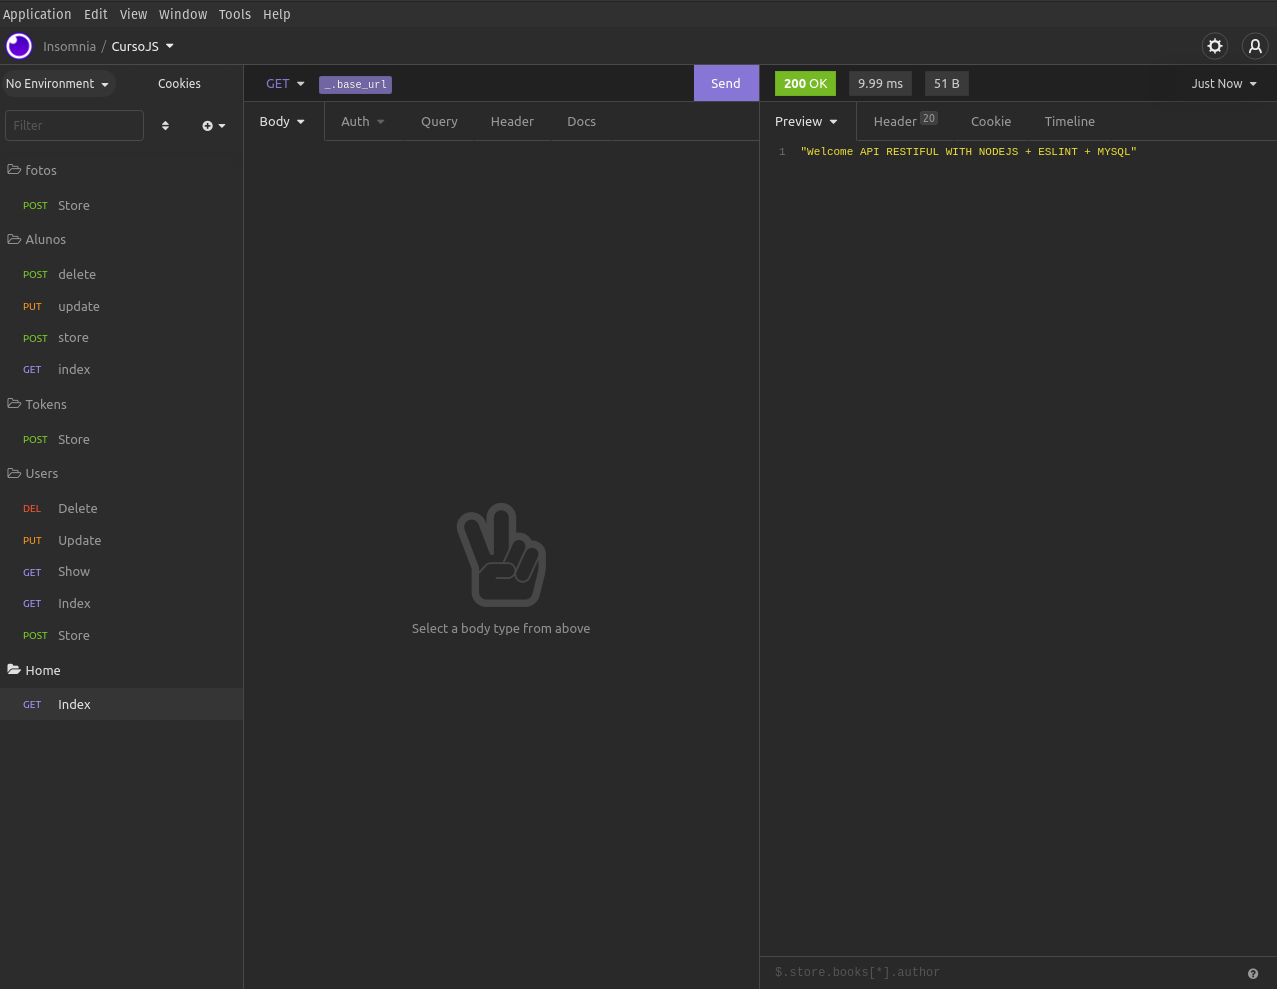 Application Edit View Window Tools Help
Insomnia / CursoJS
No Environment Cookies
GET _.base_url Send
200 OK 9.99 ms 51 B Just Now
Filter
Body Auth Query Header Docs
Preview Header 20 Cookie Timeline
1 "Welcome API RESTIFUL WITH NODEJS + ESLINT + MYSQL"
fotos
POST Store
Alunos
POST delete
PUT update
POST store
GET index
Tokens
POST Store
Users
DEL Delete
PUT Update
GET Show
GET Index
POST Store
Home
GET Index
Select a body type from above
$.store.books[*].author